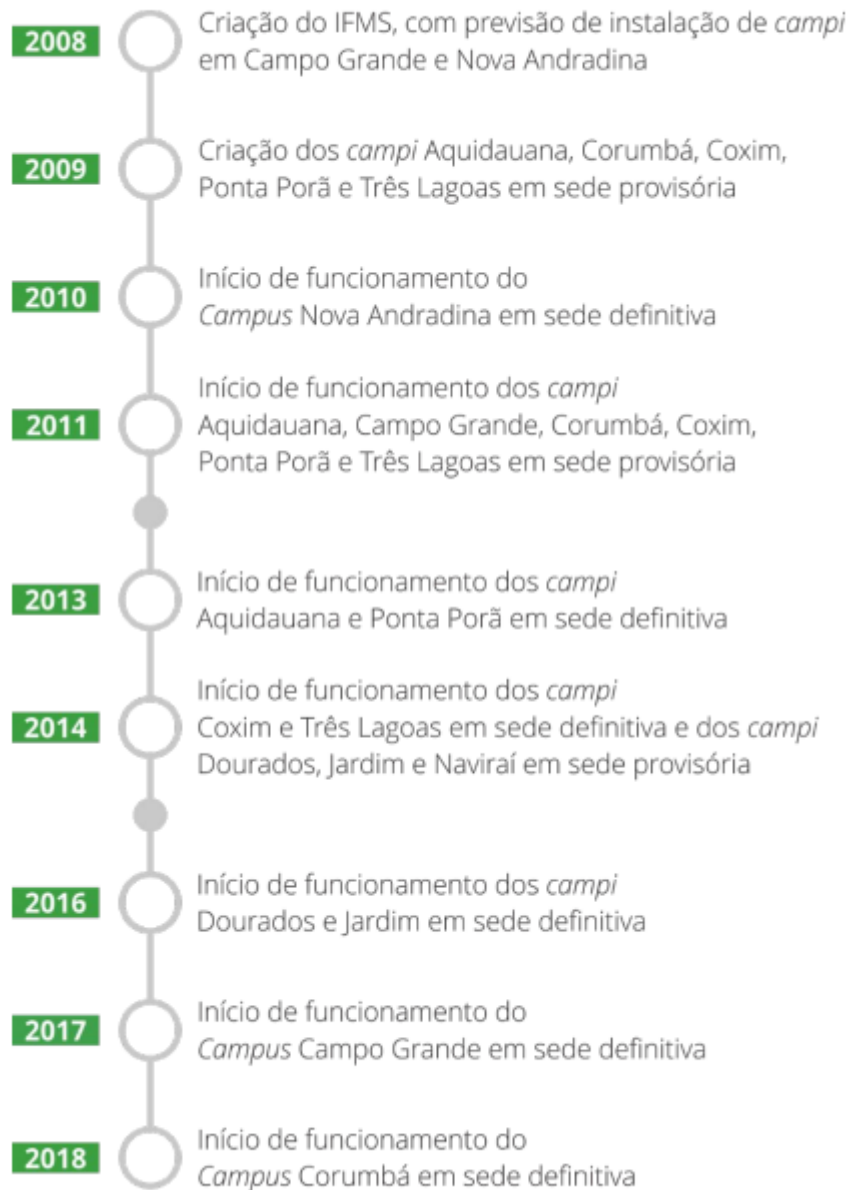 2008
Criação do IFMS, com previsão de instalação de campi
em Campo Grande e Nova Andradina
2009
Criação dos campi Aquidauana, Corumbá, Coxim,
Ponta Porã e Três Lagoas em sede provisória
2010
Início de funcionamento do
Campus Nova Andradina em sede definitiva
2011
Início de funcionamento dos campi
Aquidauana, Campo Grande, Corumbá, Coxim,
Ponta Porã e Três Lagoas em sede provisória
2013
Início de funcionamento dos campi
Aquidauana e Ponta Porã em sede definitiva
2014
Início de funcionamento dos campi
Coxim e Três Lagoas em sede definitiva e dos campi
Dourados, Jardim e Naviraí em sede provisória
2016
Início de funcionamento dos campi
Dourados e Jardim em sede definitiva
2017
Início de funcionamento do
Campus Campo Grande em sede definitiva
2018
Início de funcionamento do
Campus Corumbá em sede definitiva